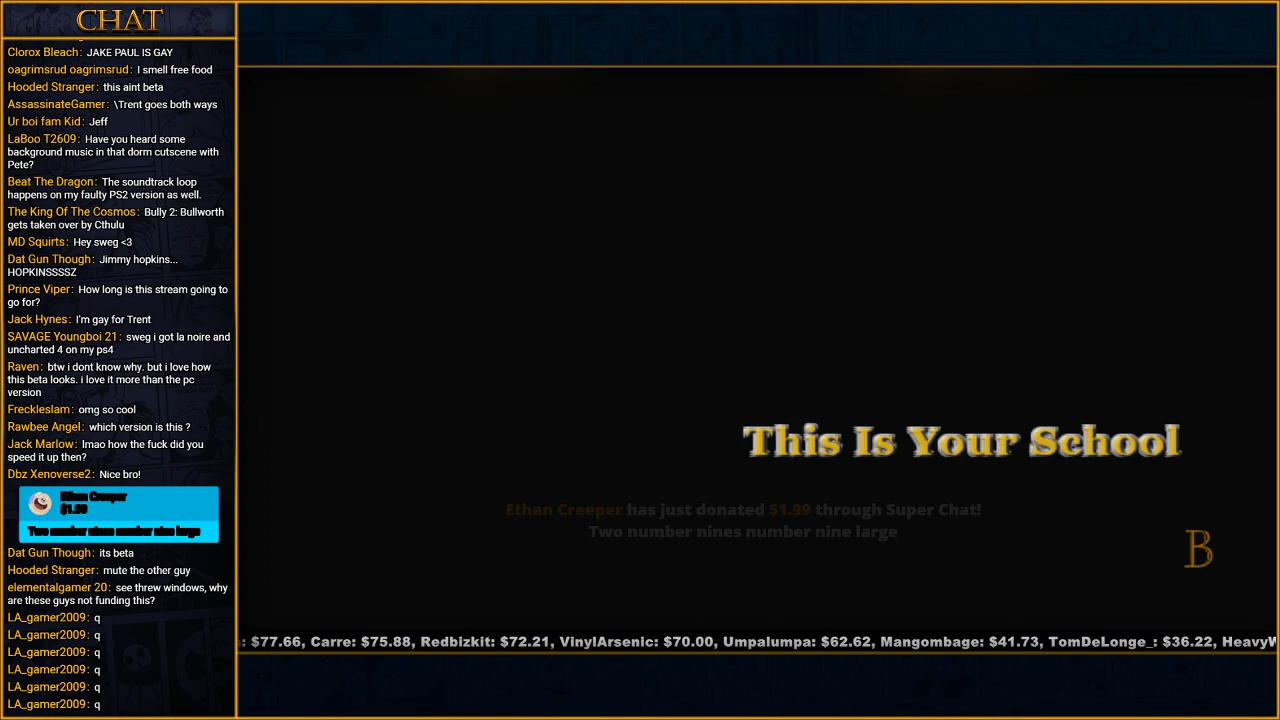 CHAT
Clorox Bleach: JAKE PAUL IS GAY
oagrimsrud oagrimsrud: I smell free food
Hooded Stranger: this aint beta
AssassinateGamer: \Trent goes both ways
Ur boi fam Kid: Jeff
LaBoo T2609: Have you heard some
background music in that dorm cutscene with
Pete?
Beat The Dragon: The soundtrack loop
happens on my faulty PS2 version as well.
The King Of The Cosmos: Bully 2: Bullworth
gets taken over by Cthulu
MD Squirts: Hey sweg <3
Dat Gun Though: Jimmy hopkins...
HOPKINSSSSZ
Prince Viper: How long is this stream going to
go for?
Jack Hynes: I'm gay for Trent
SAVAGE Youngboi 21: sweg i got la noire and
uncharted 4 on my ps4
Raven: btw i dont know why. but i love how
this beta looks. i love it more than the pc
version
Freckleslam: omg so cool
Rawbee Angel: which version is this ?
Jack Marlow: lmao how the fuck did you
speed it up then?
Dbz Xenoverse2: Nice bro!
Ethan Creeper
$1.99
Two number nines number nine large
Dat Gun Though: its beta
Hooded Stranger: mute the other guy
elementalgamer 20: see threw windows, why
are these guys not funding this?
LA_gamer2009: q
LA_gamer2009: q
LA_gamer2009: q
LA_gamer2009: q
LA_gamer2009: q
LA_gamer2009: q
This Is Your School
Ethan Creeper has just donated $1.99 through Super Chat!
Two number nines number nine large
B
: $77.66, Carre: $75.88, Redbizkit: $72.21, VinylArsenic: $70.00, Umpalumpa: $62.62, Mangombage: $41.73, TomDeLonge_: $36.22, HeavyW